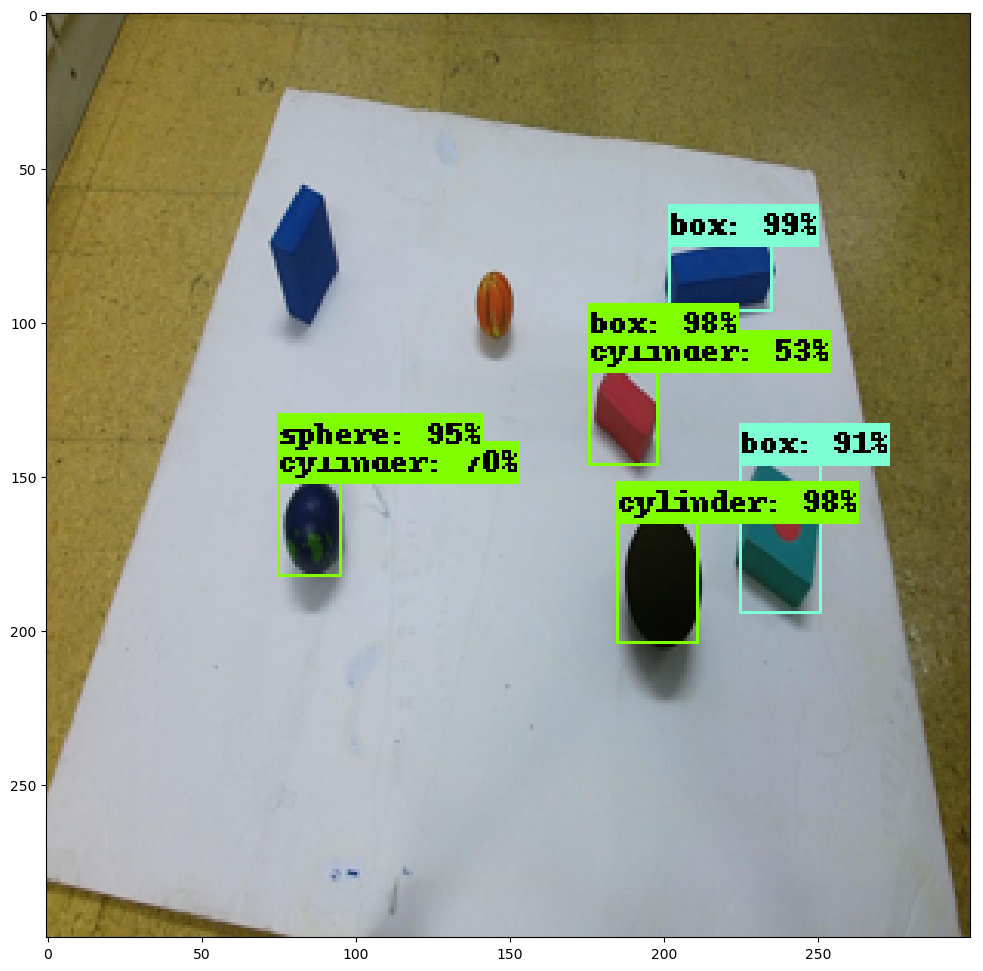 0
50
box: 99%
100
box: 98%
cylinder: 53%
sphere: 95%
box: 91%
cylinder: 70%
150
cylinder: 98%
200
250
0 50 100 150 200 250